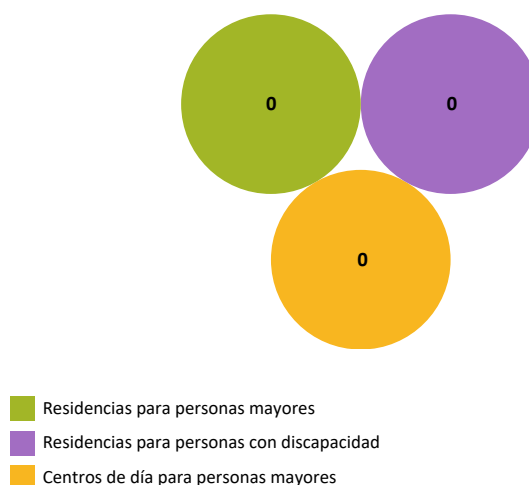 0
0
0
Residencias para personas mayores
Residencias para personas con discapacidad
Centros de día para personas mayores